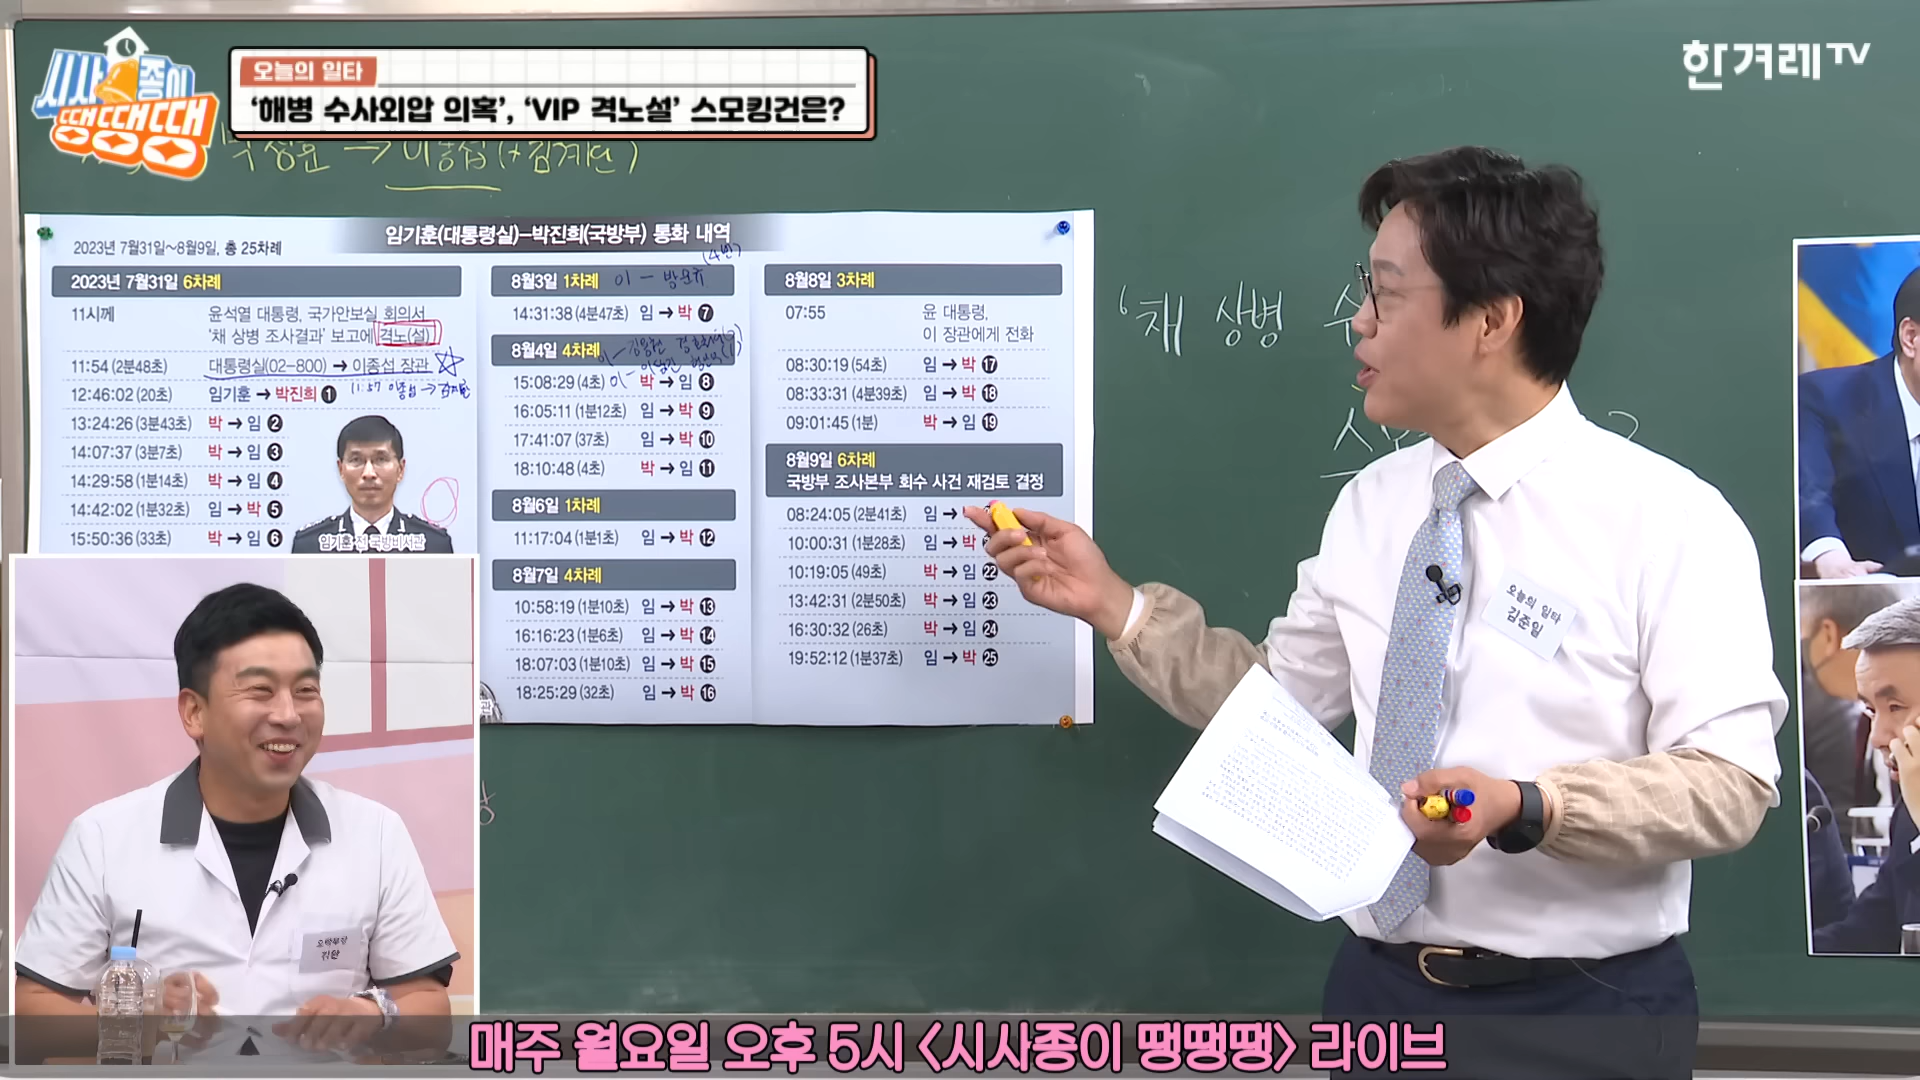 시사종이
땡땡땡
오늘의 일타
‘해병 수사외압 의혹’, ‘VIP 격노설’ 스모킹건은?
한겨레TV
2023년 7월31일~8월9일, 총 25차례
임기훈(대통령실)–박진희(국방부) 통화 내역
2023년 7월31일 6차례
11시께 윤석열 대통령, 국가안보실 회의서
‘채 상병 조사결과’ 보고에 격노(설)
11:54 (2분48초) 대통령실(02-800) → 이종섭 장관
12:46:02 (20초) 임기훈 → 박진희 ❶
13:24:26 (3분43초) 박 → 임 ❷
14:07:37 (3분7초) 박 → 임 ❸
14:29:58 (1분14초) 박 → 임 ❹
14:42:02 (1분32초) 임 → 박 ❺
15:50:36 (33초) 박 → 임 ❻
임기훈 전 국방비서관
8월3일 1차례
14:31:38 (4분47초) 임 → 박 ❼
8월4일 4차례
15:08:29 (4초) 박 → 임 ❽
16:05:11 (1분12초) 임 → 박 ❾
17:41:07 (37초) 임 → 박 ❿
18:10:48 (4초) 박 → 임 ⓫
8월6일 1차례
11:17:04 (1분1초) 임 → 박 ⓬
8월7일 4차례
10:58:19 (1분10초) 임 → 박 ⓭
16:16:23 (1분6초) 임 → 박 ⓮
18:07:03 (1분10초) 임 → 박 ⓯
18:25:29 (32초) 임 → 박 ⓰
8월8일 3차례
07:55 윤 대통령,
이 장관에게 전화
08:30:19 (54초) 임 → 박 ⓱
08:33:31 (4분39초) 임 → 박 ⓲
09:01:45 (1분) 박 → 임 ⓳
8월9일 6차례
국방부 조사본부 회수 사건 재검토 결정
08:24:05 (2분41초) 임 →
10:00:31 (1분28초) 임 → 박
10:19:05 (49초) 박 → 임 ㉒
13:42:31 (2분50초) 박 → 임 ㉓
16:30:32 (26초) 박 → 임 ㉔
19:52:12 (1분37초) 임 → 박 ㉕
‘채 상병
오늘의 일타
김준일
매주 월요일 오후 5시 <시사종이 땡땡땡> 라이브